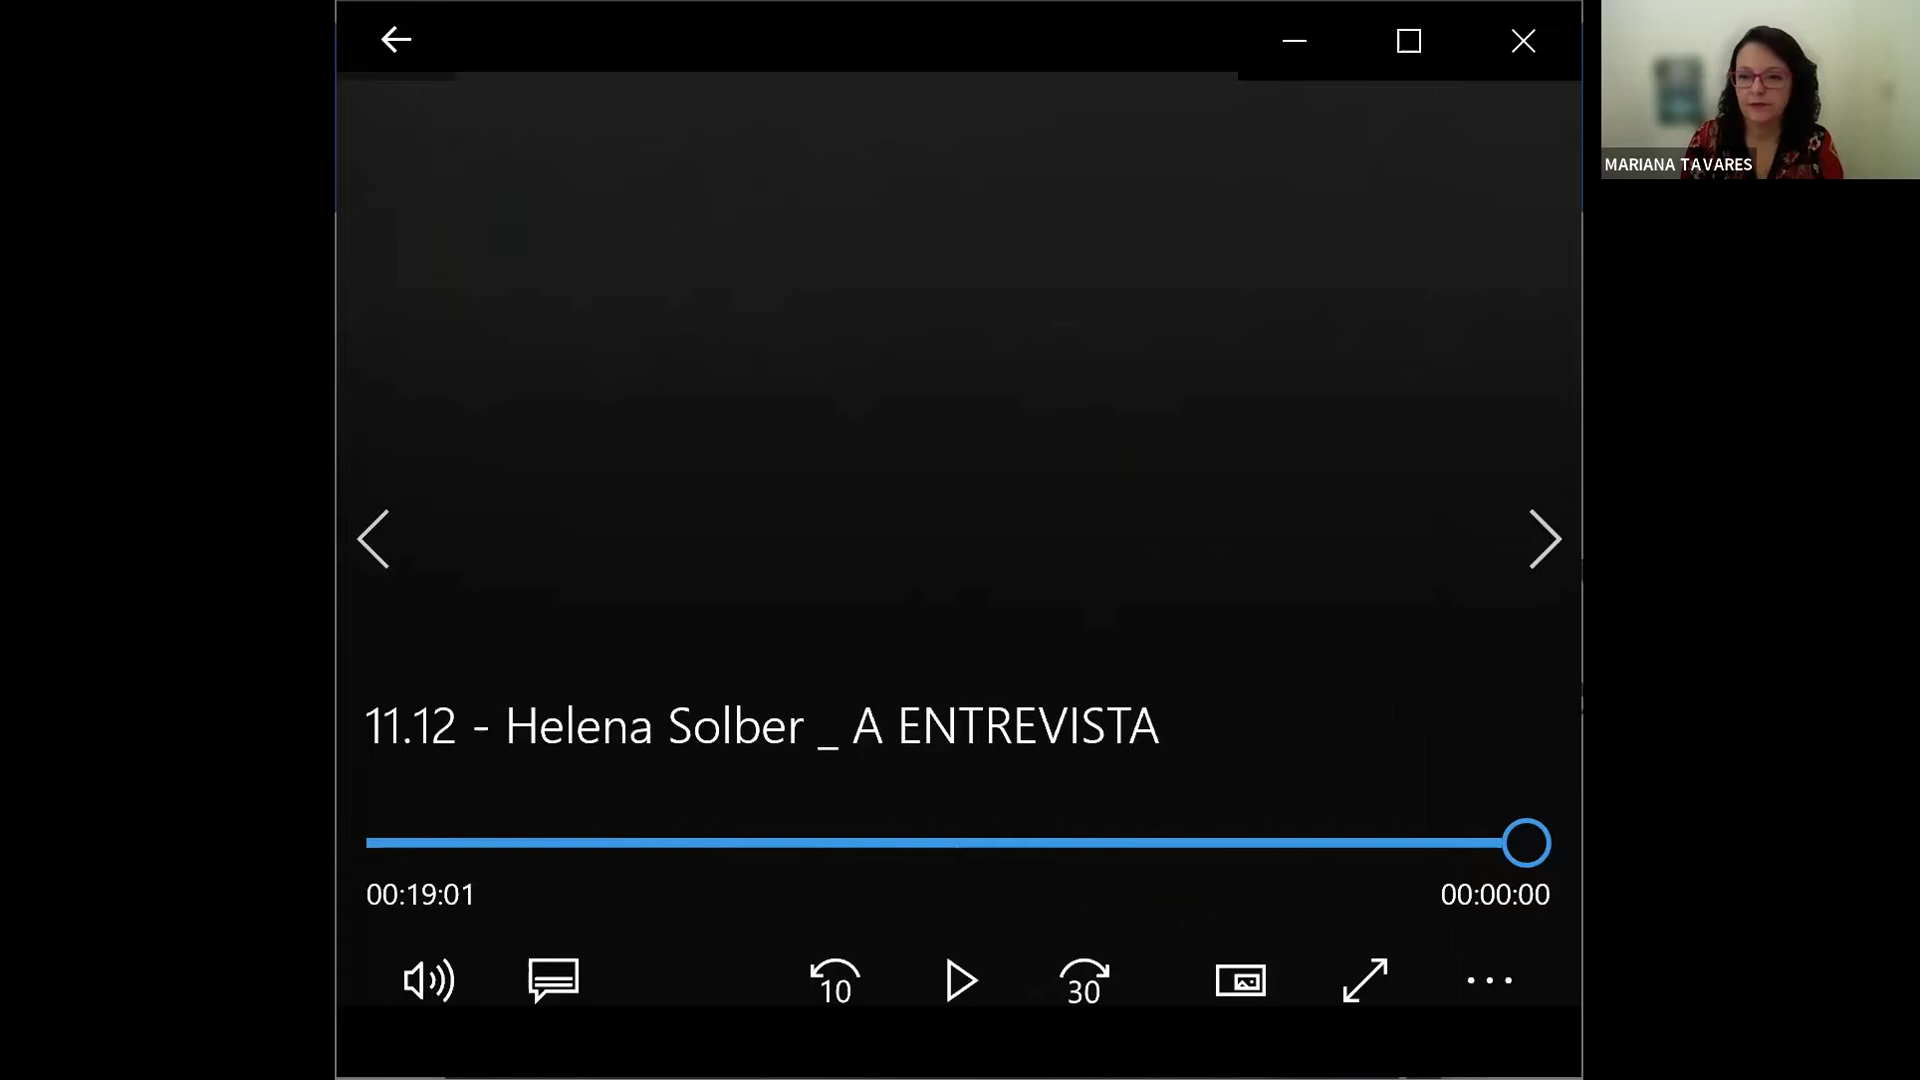 MARIANA TAVARES
11.12 - Helena Solber _ A ENTREVISTA
00:19:01
00:00:00
10
30